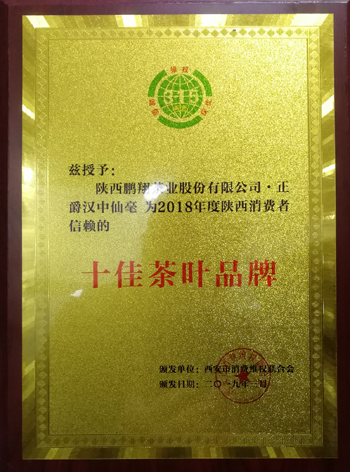 315
兹授予：
陕西鹏翔茶业股份有限公司·正
爵汉中仙毫 为2018年度陕西消费者
信赖的
十佳茶叶品牌
颁发单位：西安市消费维权联合会
颁发日期：二〇一九年三月